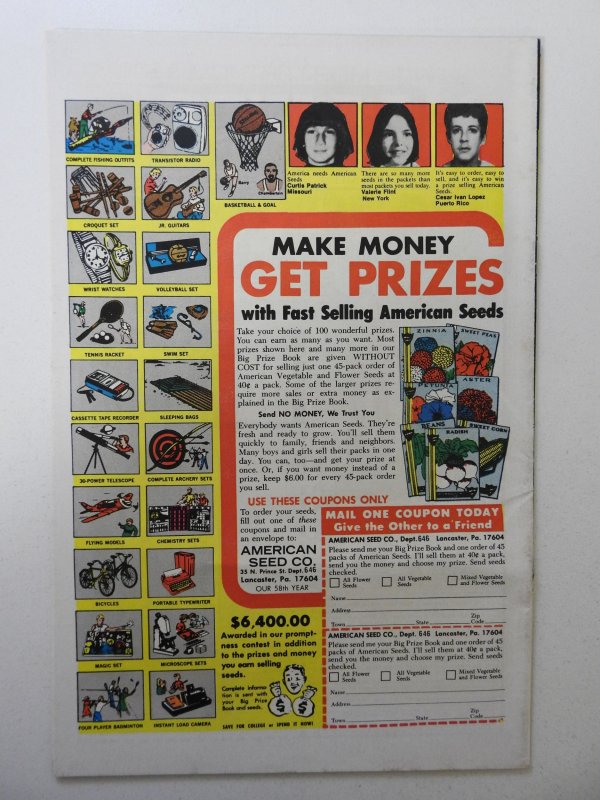 COMPLETE FISHING OUTFITS
TRANSISTOR RADIO
Barry
Chamberlain
BASKETBALL & GOAL
America needs American
Seeds
Curtis Patrick
Missouri
There are so many more
seeds in the packets than
most packets you sell today.
Valerie Flint
New York
It's easy to order, easy to
sell, and it's easy to win
a prize selling American
Seeds.
Cesar Ivan Lopez
Puerto Rico
CROQUET SET
JR. GUITARS
WRIST WATCHES
VOLLEYBALL SET
TENNIS RACKET
SWIM SET
CASSETTE TAPE RECORDER
SLEEPING BAGS
30-POWER TELESCOPE
COMPLETE ARCHERY SETS
FLYING MODELS
CHEMISTRY SETS
BICYCLES
PORTABLE TYPEWRITER
MAGIC SET
MICROSCOPE SETS
FOUR PLAYER BADMINTON
INSTANT LOAD CAMERA
MAKE MONEY
GET PRIZES
with Fast Selling American Seeds
Take your choice of 100 wonderful prizes.
You can earn as many as you want. Most
prizes shown here and many more in our
Big Prize Book are given WITHOUT
COST for selling just one 45-pack order of
American Vegetable and Flower Seeds at
40¢ a pack. Some of the larger prizes re-
quire more sales or extra money as ex-
plained in the Big Prize Book.
Send NO MONEY, We Trust You
Everybody wants American Seeds. They're
fresh and ready to grow. You'll sell them
quickly to family, friends and neighbors.
Many boys and girls sell their packs in one
day. You can, too—and get your prize at
once. Or, if you want money instead of a
prize, keep $6.00 for every 45-pack order
you sell.
ZINNIA
SWEET PEAS
PETUNIA
ASTER
BEANS
RADISH
SWEET CORN
USE THESE COUPONS ONLY
To order your seeds,
fill out one of these
coupons and mail in
an envelope to:
AMERICAN
SEED CO.
35 N. Prince St. Dept. 646
Lancaster, Pa. 17604
OUR 58th YEAR
$6,400.00
Awarded in our prompt-
ness contest in addition
to the prizes and money
you earn selling
seeds.
Complete informa-
tion is sent with
your Big Prize
Book and seeds.
SAVE FOR COLLEGE or SPEND IT NOW!
MAIL ONE COUPON TODAY
Give the Other to a Friend
AMERICAN SEED CO., Dept. 646 Lancaster, Pa. 17604
Please send me your Big Prize Book and one order of 45
packs of American Seeds. I'll sell them at 40¢ a pack,
send you the money and choose my prize. Send seeds
checked.
All Flower
Seeds
All Vegetable
Seeds
Mixed Vegetable
and Flower Seeds
Name
Address
Town State Zip Code
AMERICAN SEED CO., Dept. 646 Lancaster, Pa. 17604
Please send me your Big Prize Book and one order of 45
packs of American Seeds. I'll sell them at 40¢ a pack,
send you the money and choose my prize. Send seeds
checked.
All Flower
Seeds
All Vegetable
Seeds
Mixed Vegetable
and Flower Seeds
Name
Address
Town State Zip Code